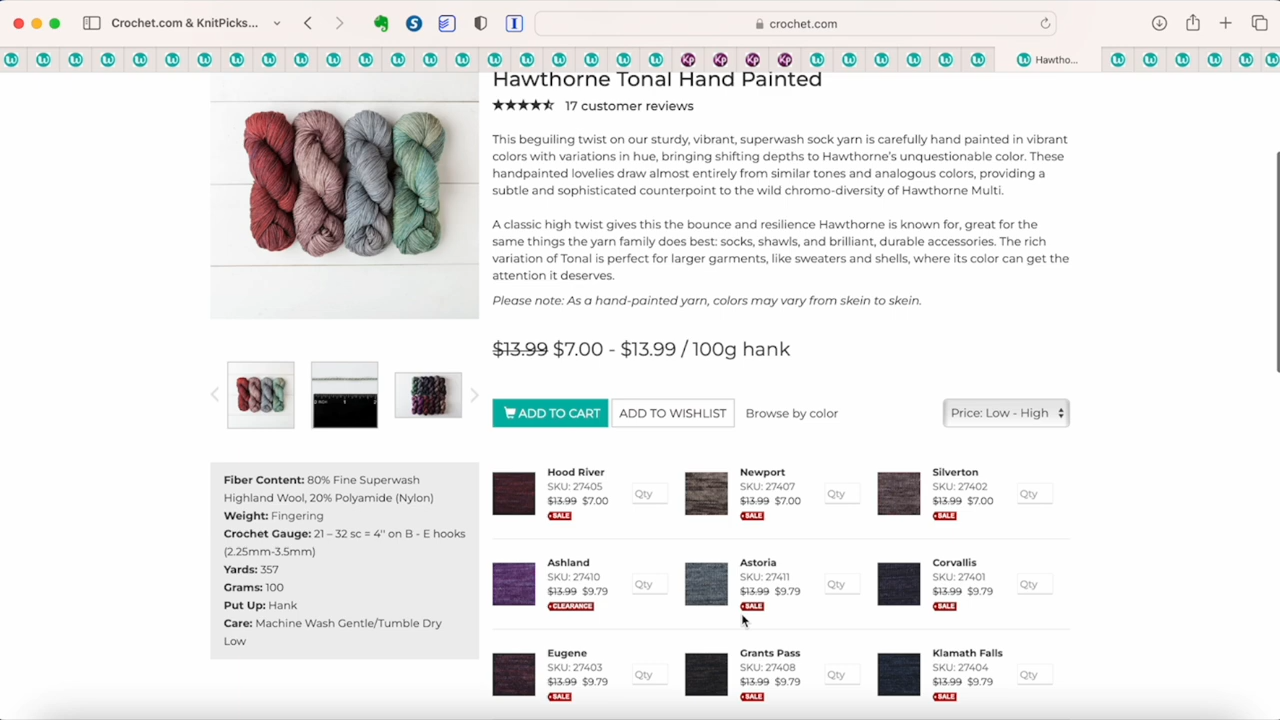 Crochet.com & KnitPicks...
crochet.com
Hawtho...
Hawthorne Tonal Hand Painted
17 customer reviews
This beguiling twist on our sturdy, vibrant, superwash sock yarn is carefully hand painted in vibrant
colors with variations in hue, bringing shifting depths to Hawthorne's unquestionable color. These
handpainted lovelies draw almost entirely from similar tones and analogous colors, providing a
subtle and sophisticated counterpoint to the wild chromo-diversity of Hawthorne Multi.
A classic high twist gives this the bounce and resilience Hawthorne is known for, great for the
same things the yarn family does best: socks, shawls, and brilliant, durable accessories. The rich
variation of Tonal is perfect for larger garments, like sweaters and shells, where its color can get the
attention it deserves.
Please note: As a hand-painted yarn, colors may vary from skein to skein.
$13.99 $7.00 - $13.99 / 100g hank
ADD TO CART ADD TO WISHLIST Browse by color Price: Low - High
Fiber Content: 80% Fine Superwash
Highland Wool, 20% Polyamide (Nylon)
Weight: Fingering
Crochet Gauge: 21 – 32 sc = 4'' on B - E hooks
(2.25mm-3.5mm)
Yards: 357
Grams: 100
Put Up: Hank
Care: Machine Wash Gentle/Tumble Dry
Low
Hood River
SKU: 27405
$13.99 $7.00
SALE
Qty
Newport
SKU: 27407
$13.99 $7.00
SALE
Qty
Silverton
SKU: 27402
$13.99 $7.00
SALE
Qty
Ashland
SKU: 27410
$13.99 $9.79
CLEARANCE
Qty
Astoria
SKU: 27411
$13.99 $9.79
SALE
Qty
Corvallis
SKU: 27401
$13.99 $9.79
SALE
Qty
Eugene
SKU: 27403
$13.99 $9.79
SALE
Qty
Grants Pass
SKU: 27408
$13.99 $9.79
SALE
Qty
Klamath Falls
SKU: 27404
$13.99 $9.79
SALE
Qty